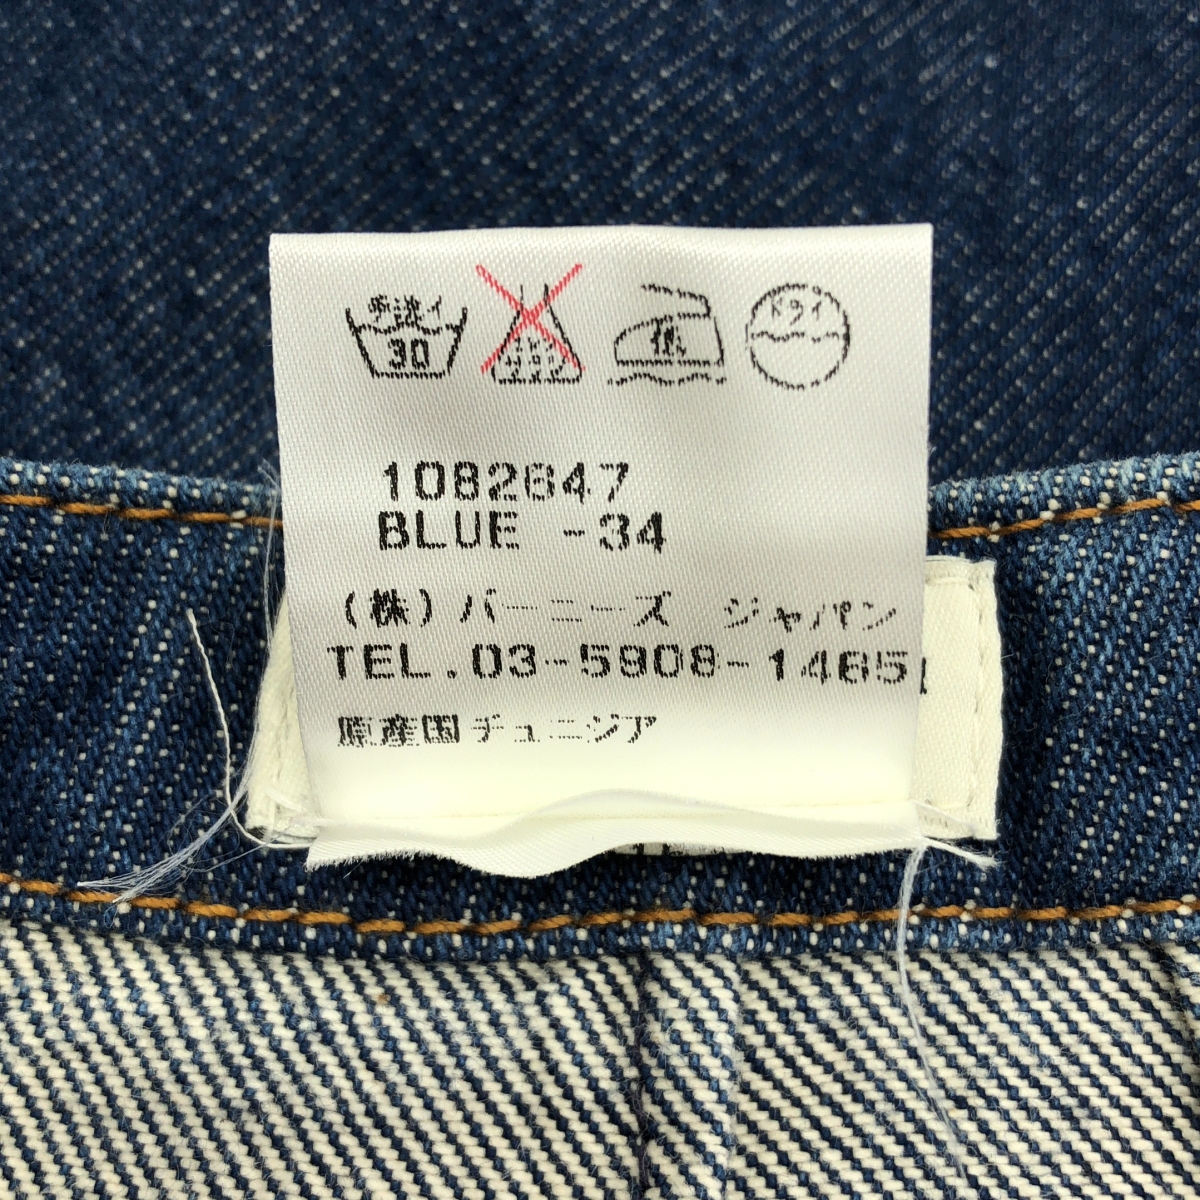 手洗イ 30 低 ドライ
1082647
BLUE -34
(株)バーニーズ ジャパン
TEL.03-5908-1465
原産国チュニジア